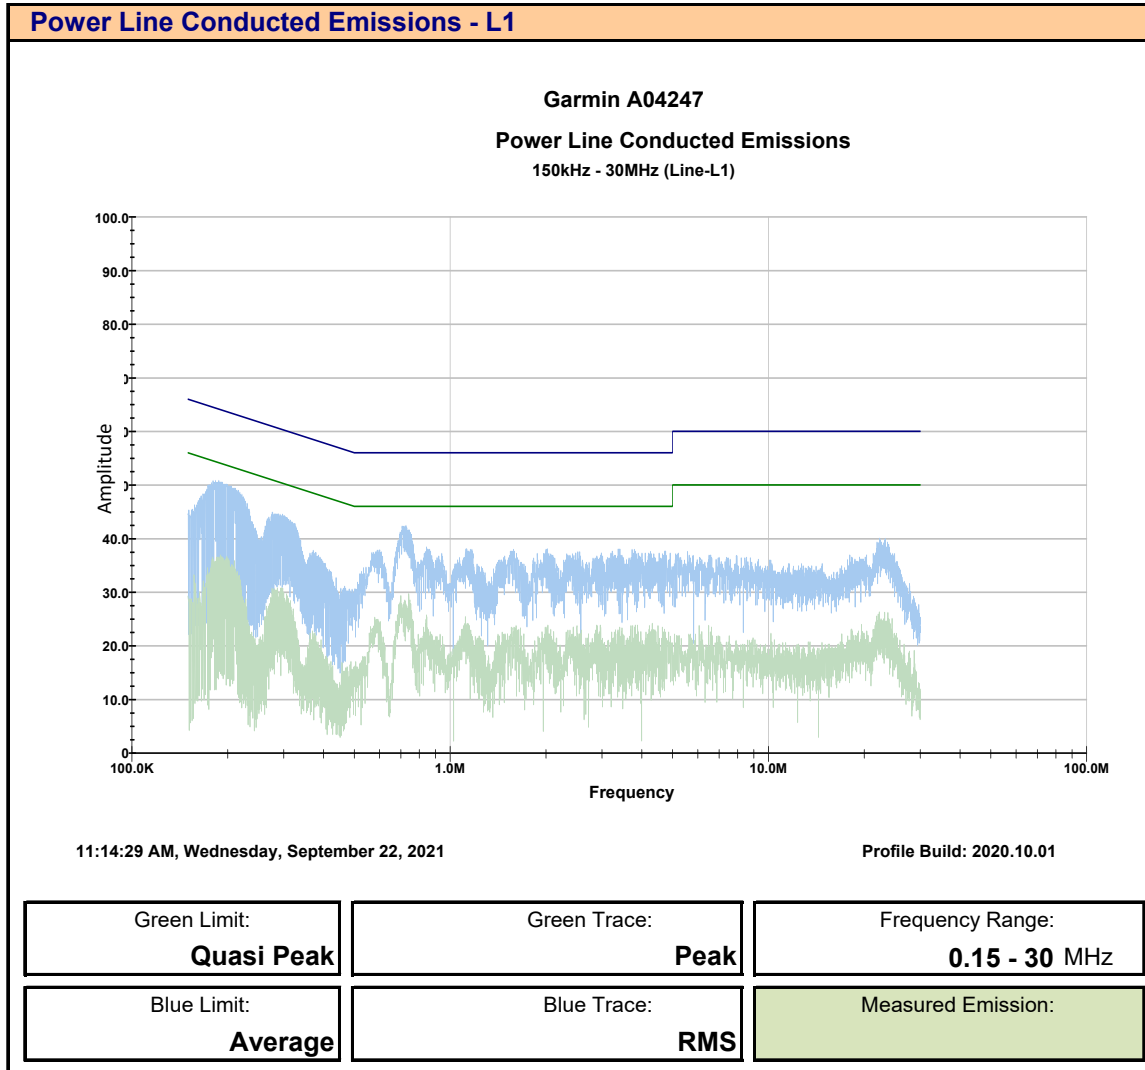 Power Line Conducted Emissions - L1
Garmin A04247
Power Line Conducted Emissions
150kHz - 30MHz (Line-L1)
100.0
90.0
80.0
40.0
30.0
20.0
10.0
0
Amplitude
100.0K 1.0M 10.0M 100.0M
Frequency
11:14:29 AM, Wednesday, September 22, 2021 Profile Build: 2020.10.01
Green Limit: Green Trace: Frequency Range:
Quasi Peak Peak 0.15 - 30 MHz
Blue Limit: Blue Trace: Measured Emission:
Average RMS